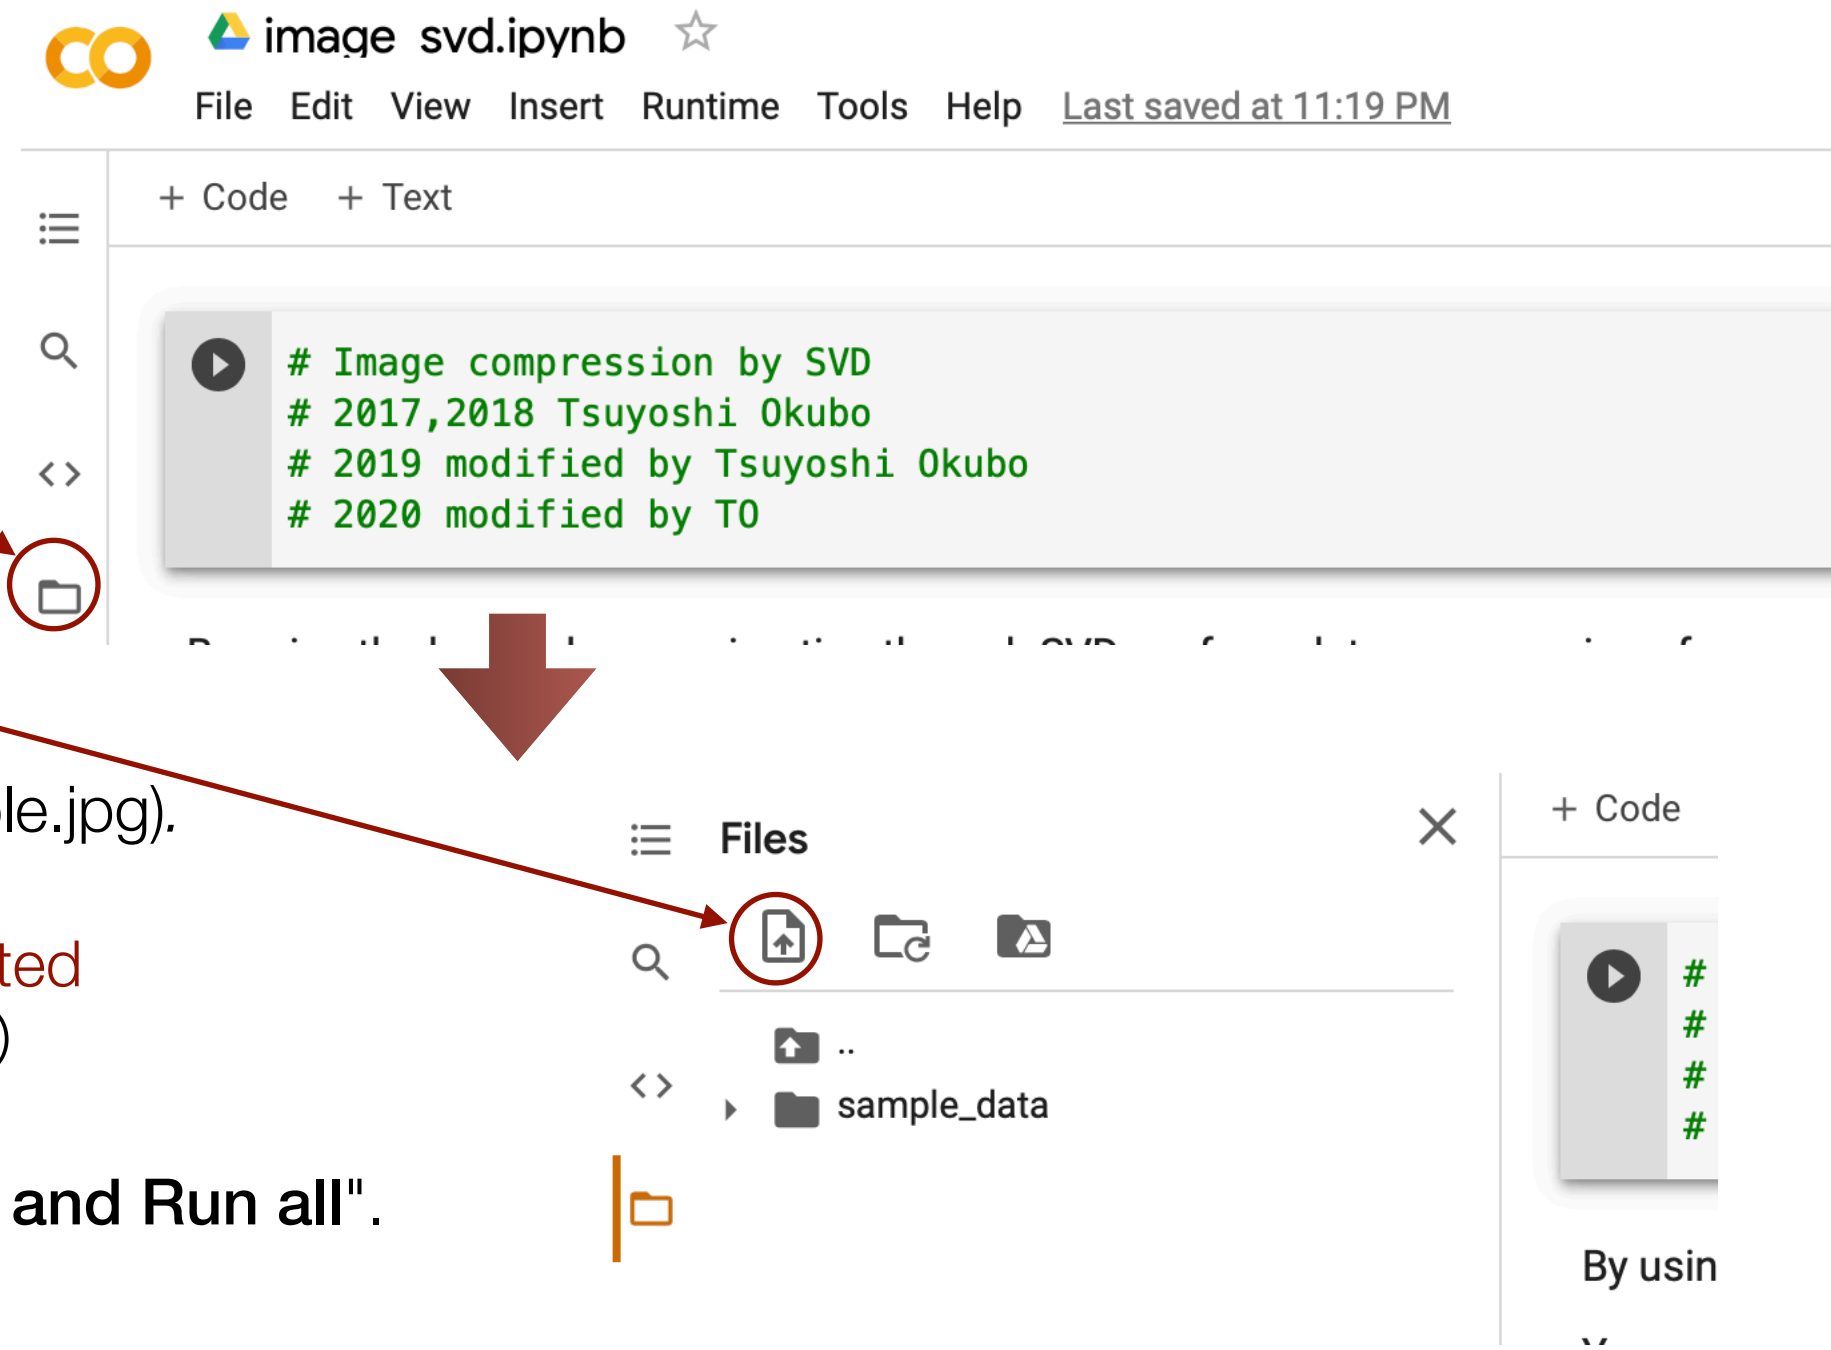 image_svd.ipynb
File Edit View Insert Runtime Tools Help Last saved at 11:19 PM
+ Code + Text
# Image compression by SVD
# 2017,2018 Tsuyoshi Okubo
# 2019 modified by Tsuyoshi Okubo
# 2020 modified by TO
le.jpg).
ted
)
and Run all".
Files
..
sample_data
+ Code
#
#
#
#
By usin